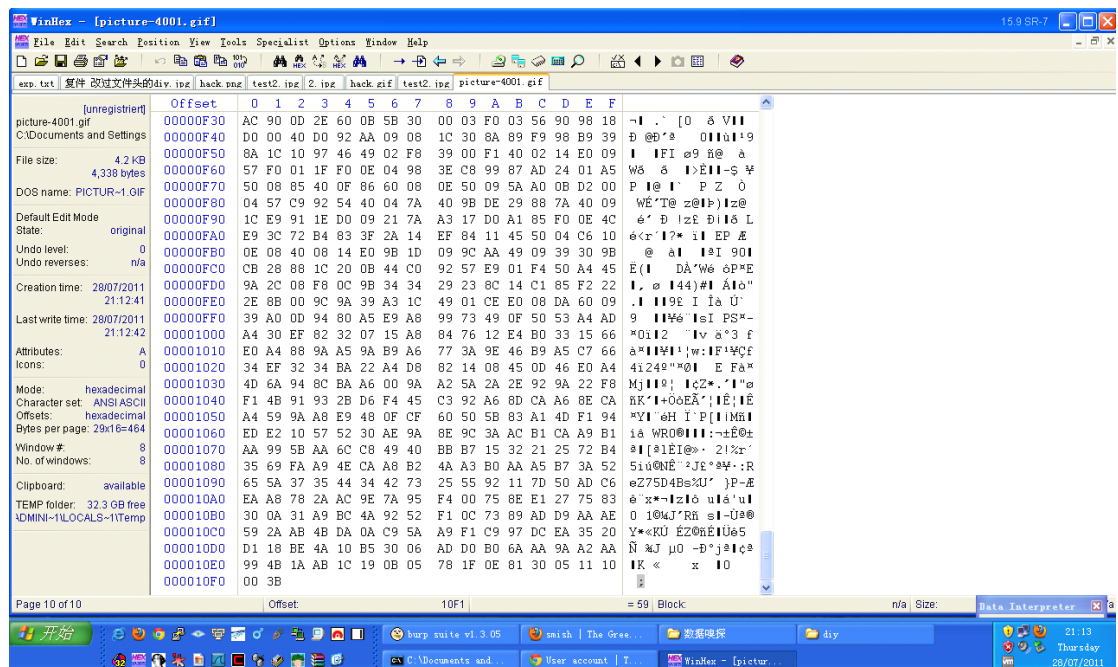 WinHex - [picture-4001.gif] 15.9 SR-7
File Edit Search Position View Tools Specialist Options Window Help
exp.txt 复件 改过文件头的diy.jpg hack.png test2.jpg 2.jpg hack.gif test2.jpg picture-4001.gif
[unregistriert]
picture-4001.gif
C:\Documents and Settings
File size: 4.2 KB
4,338 bytes
DOS name: PICTUR~1.GIF
Default Edit Mode
State: original
Undo level: 0
Undo reverses: n/a
Creation time: 28/07/2011
21:12:41
Last write time: 28/07/2011
21:12:42
Attributes: A
Icons: 0
Mode: hexadecimal
Character set: ANSI ASCII
Offsets: hexadecimal
Bytes per page: 29x16=464
Window #: 8
No. of windows: 8
Clipboard: available
TEMP folder: 32.3 GB free
\ADMINI~1\LOCALS~1\Temp
Offset 0 1 2 3 4 5 6 7 8 9 A B C D E F
00000F30 AC 90 0D 2E 60 0B 5B 30 00 03 F0 03 56 90 98 18
00000F40 D0 00 40 D0 92 AA 09 08 1C 30 8A 89 F9 98 B9 39
00000F50 8A 1C 10 97 46 49 02 F8 39 00 F1 40 02 14 E0 09
00000F60 57 F0 01 1F F0 0E 04 98 3E C8 99 87 AD 24 01 A5
00000F70 50 08 85 40 0F 86 60 08 0E 50 09 5A A0 0B D2 00
00000F80 04 57 C9 92 54 40 04 7A 40 9B DE 29 88 7A 40 09
00000F90 1C E9 91 1E D0 09 21 7A A3 17 D0 A1 85 F0 0E 4C
00000FA0 E9 3C 72 B4 83 3F 2A 14 EF 84 11 45 50 04 C6 10
00000FB0 0E 08 40 08 14 E0 9B 1D 09 9C AA 49 09 39 30 9B
00000FC0 CB 28 88 1C 20 0B 44 C0 92 57 E9 01 F4 50 A4 45
00000FD0 9A 2C 08 F8 0C 9B 34 34 29 23 8C 14 C1 85 F2 22
00000FE0 2E 8B 00 9C 9A 39 A3 1C 49 01 CE E0 08 DA 60 09
00000FF0 39 A0 0D 94 80 A5 E9 A8 99 73 49 0F 50 53 A4 AD
00001000 A4 30 EF 82 32 07 15 A8 84 76 12 E4 B0 33 15 66
00001010 E0 A4 88 9A A5 9A B9 A6 77 3A 9E 46 B9 A5 C7 66
00001020 34 EF 32 34 BA 22 A4 D8 82 14 08 45 0D 46 E0 A4
00001030 4D 6A 94 8C BA A6 00 9A A2 5A 2A 2E 92 9A 22 F8
00001040 F1 4B 91 93 2B D6 F4 45 C3 92 A6 8D CA A6 8E CA
00001050 A4 59 9A A8 E9 48 0F CF 60 50 5B 83 A1 4D F1 94
00001060 ED E2 10 57 52 30 AE 9A 8E 9C 3A AC B1 CA A9 B1
00001070 AA 99 5B AA 6C C8 49 40 BB B7 15 32 21 25 72 B4
00001080 35 69 FA A9 4E CA A8 B2 4A A3 B0 AA A5 B7 3A 52
00001090 65 5A 37 35 44 34 42 73 25 55 92 11 7D 50 AD C6
000010A0 EA A8 78 2A AC 9E 7A 95 F4 00 75 8E E1 27 75 83
000010B0 30 0A 31 A9 BC 4A 92 52 F1 0C 73 89 AD D9 AA AE
000010C0 59 2A AB 4B DA 0A C9 5A A9 F1 C9 97 DC EA 35 20
000010D0 D1 18 BE 4A 10 B5 30 06 AD D0 B0 6A AA 9A A2 AA
000010E0 99 4B 1A AB 1C 19 0B 05 78 1F 0E 81 30 05 11 10
000010F0 00 3B ;
Page 10 of 10 Offset: 10F1 = 59 Block: n/a Size:
Data Interpreter
开始 burp suite v1.3.05 smish | The Gree... 数据嗅探 diy 21:13
Thursday
C:\Documents and... User account | T... WinHex - [pictur... 28/07/2011